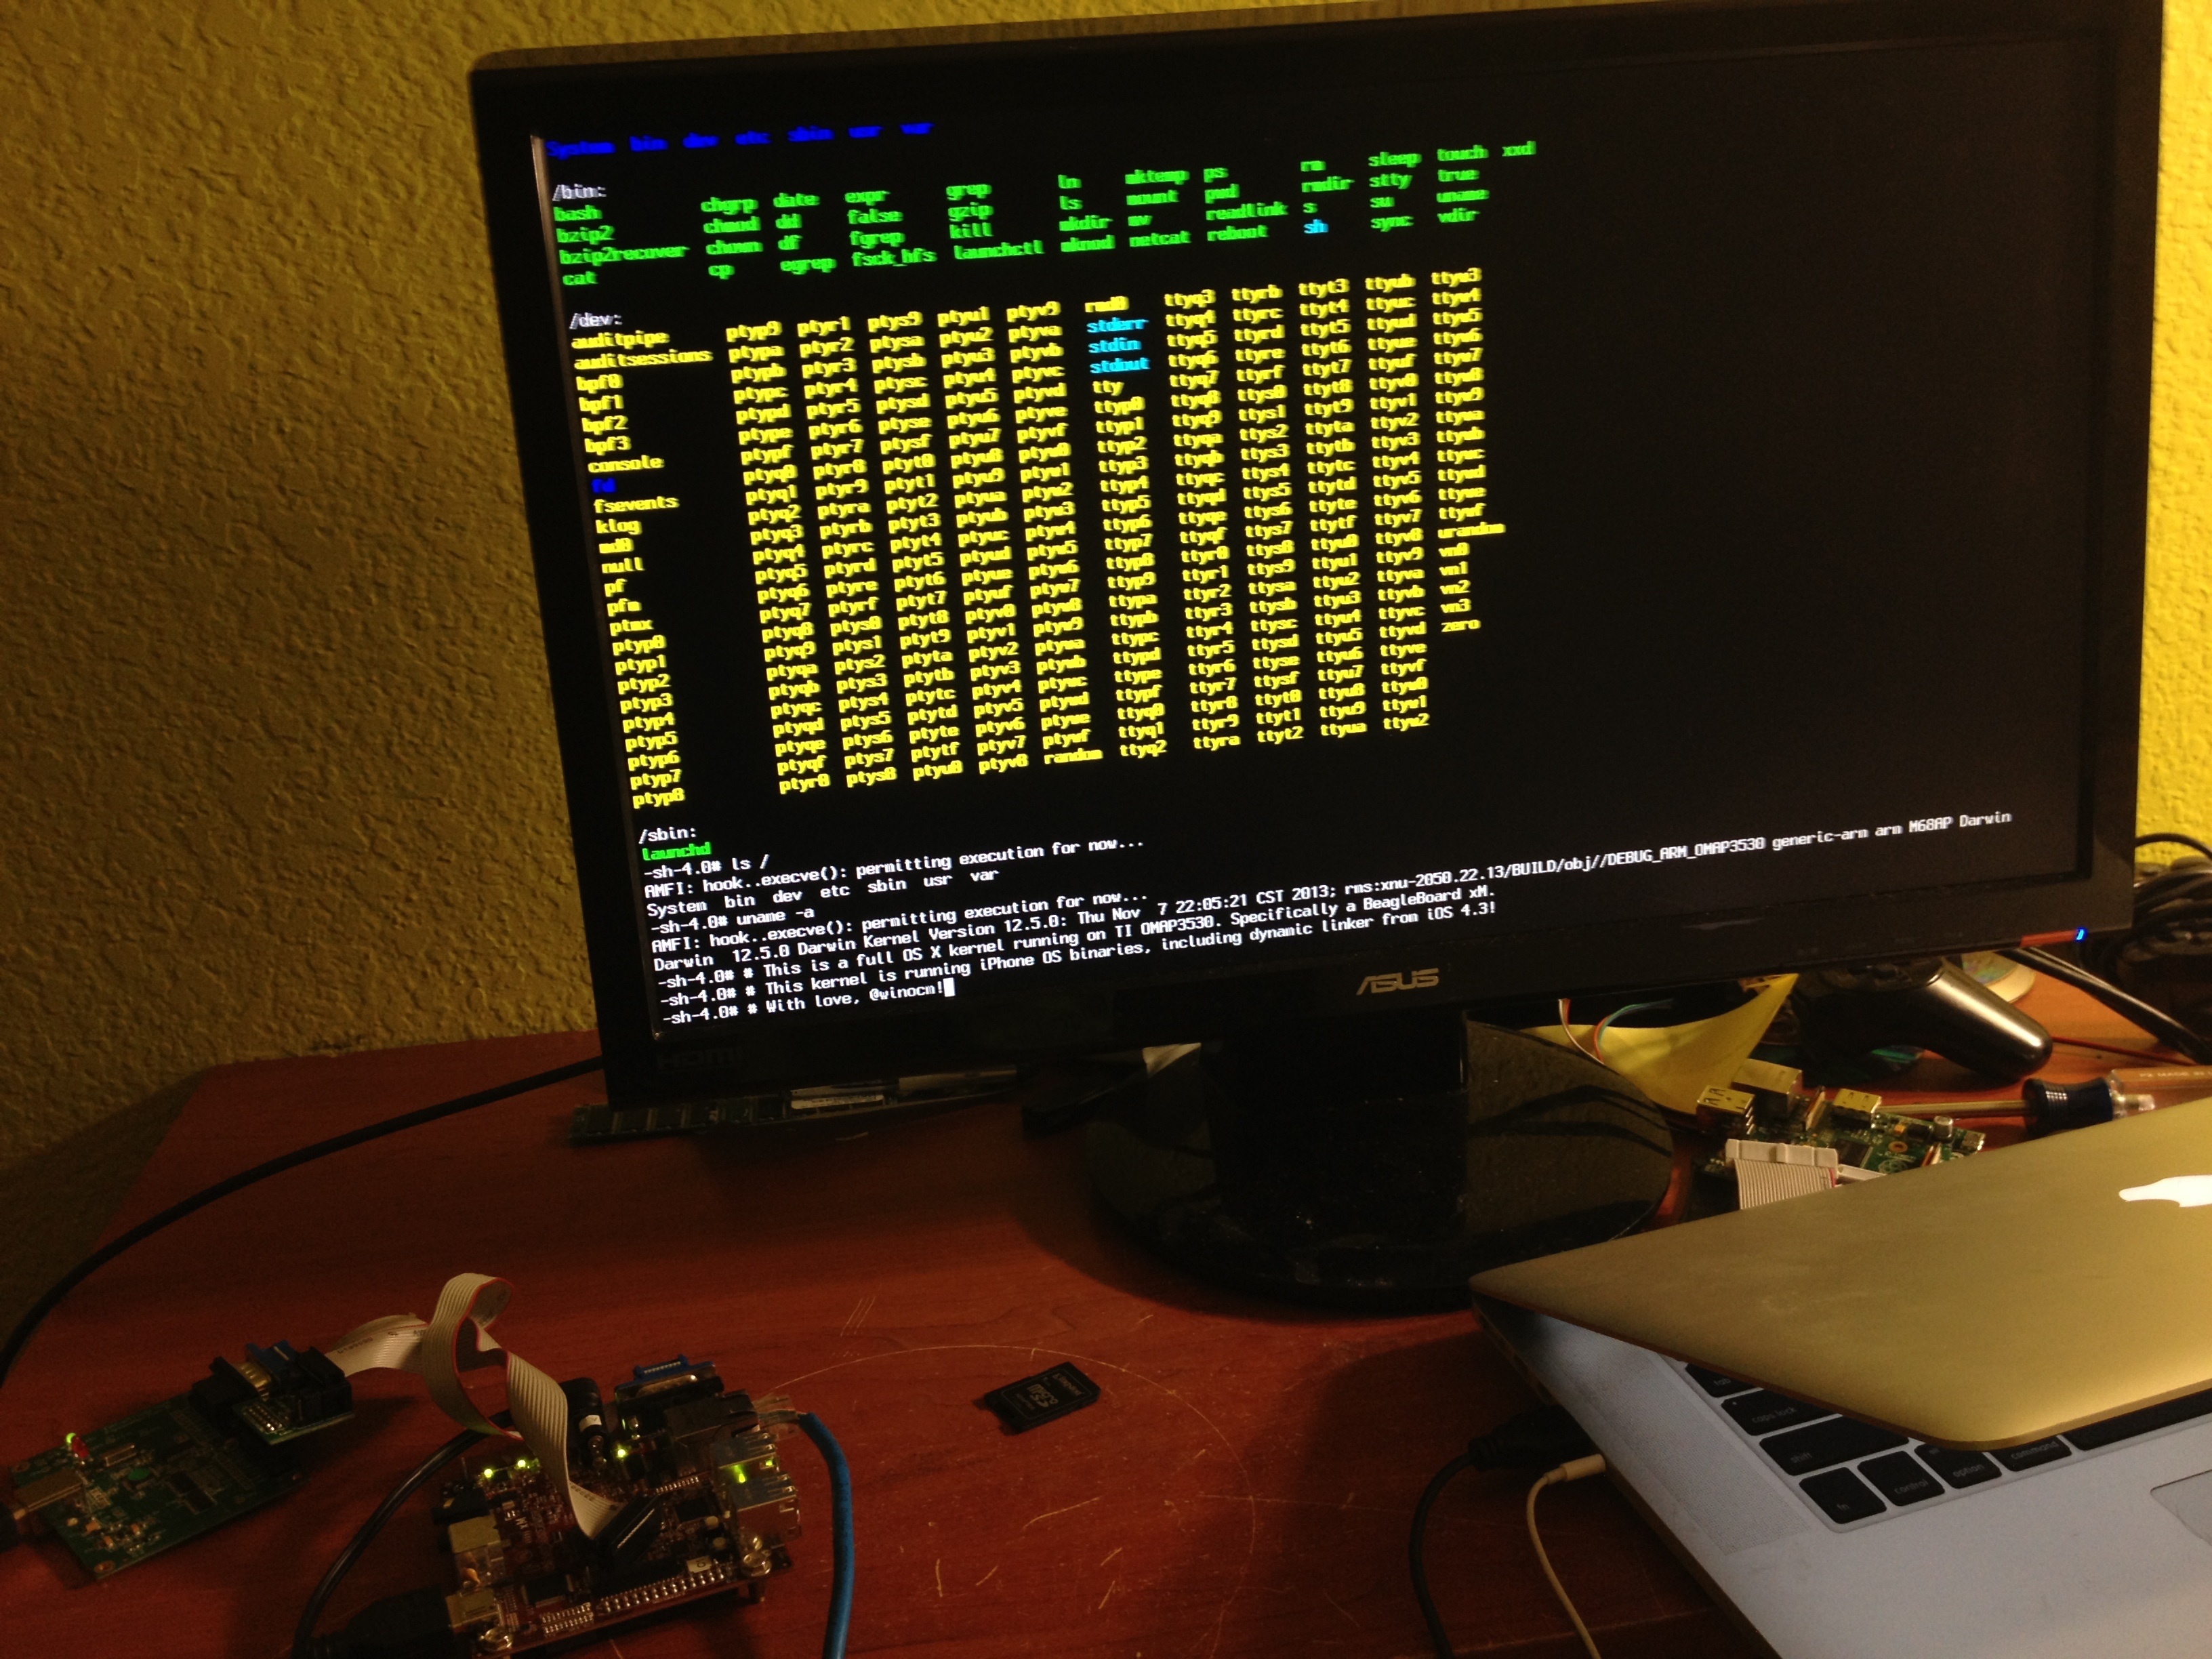 System bin dev etc sbin usr var
/bin:
bash chgrp date expr grep ln mktemp ps rm sleep touch xxd
bzip2 chmod dd false gzip ls mount pwd rmdir stty true
bzip2recover chown df fgrep kill mkdir mv readlink s su uname
cat cp egrep fsck_hfs launchctl mknod netcat reboot sh sync vdir
/dev:
auditpipe ptyp9 ptyr1 ptys9 ptyu1 ptyv9 rmd0 ttyq3 ttyrb ttyt3 ttyub ttyw3
auditsessions ptypa ptyr2 ptysa ptyu2 ptyva stderr ttyq4 ttyrc ttyt4 ttyuc ttyw4
bpf0 ptypb ptyr3 ptysb ptyu3 ptyvb stdin ttyq5 ttyrd ttyt5 ttyud ttyw5
bpf1 ptypc ptyr4 ptysc ptyu4 ptyvc stdout ttyq6 ttyre ttyt6 ttyue ttyw6
bpf2 ptypd ptyr5 ptysd ptyu5 ptyvd tty ttyq7 ttyrf ttyt7 ttyuf ttyw7
bpf3 ptype ptyr6 ptyse ptyu6 ptyve ttyp0 ttyq8 ttys0 ttyt8 ttyv0 ttyw8
console ptypf ptyr7 ptysf ptyu7 ptyvf ttyp1 ttyq9 ttys1 ttyt9 ttyv1 ttyw9
fd ptyq0 ptyr8 ptyt0 ptyu8 ptyw0 ttyp2 ttyqa ttys2 ttyta ttyv2 ttywa
fsevents ptyq1 ptyr9 ptyt1 ptyu9 ptyw1 ttyp3 ttyqb ttys3 ttytb ttyv3 ttywb
klog ptyq2 ptyra ptyt2 ptyua ptyw2 ttyp4 ttyqc ttys4 ttytc ttyv4 ttywc
md0 ptyq3 ptyrb ptyt3 ptyub ptyw3 ttyp5 ttyqd ttys5 ttytd ttyv5 ttywd
null ptyq4 ptyrc ptyt4 ptyuc ptyw4 ttyp6 ttyqe ttys6 ttyte ttyv6 ttywe
pf ptyq5 ptyrd ptyt5 ptyud ptyw5 ttyp7 ttyqf ttys7 ttytf ttyv7 ttywf
pfm ptyq6 ptyre ptyt6 ptyue ptyw6 ttyp8 ttyr0 ttys8 ttyu0 ttyv8 urandom
ptmx ptyq7 ptyrf ptyt7 ptyuf ptyw7 ttyp9 ttyr1 ttys9 ttyu1 ttyv9 vn0
ptyp0 ptyq8 ptys0 ptyt8 ptyv0 ptyw8 ttypa ttyr2 ttysa ttyu2 ttyva vn1
ptyp1 ptyq9 ptys1 ptyt9 ptyv1 ptyw9 ttypb ttyr3 ttysb ttyu3 ttyvb vn2
ptyp2 ptyqa ptys2 ptyta ptyv2 ptywa ttypc ttyr4 ttysc ttyu4 ttyvc vn3
ptyp3 ptyqb ptys3 ptytb ptyv3 ptywb ttypd ttyr5 ttysd ttyu5 ttyvd zero
ptyp4 ptyqc ptys4 ptytc ptyv4 ptywc ttype ttyr6 ttyse ttyu6 ttyve
ptyp5 ptyqd ptys5 ptytd ptyv5 ptywd ttypf ttyr7 ttysf ttyu7 ttyvf
ptyp6 ptyqe ptys6 ptyte ptyv6 ptywe ttyq0 ttyr8 ttyt0 ttyu8 ttyw0
ptyp7 ptyqf ptys7 ptytf ptyv7 ptywf ttyq1 ttyr9 ttyt1 ttyu9 ttyw1
ptyp8 ptyr0 ptys8 ptyu0 ptyv8 random ttyq2 ttyra ttyt2 ttyua ttyw2
/sbin:
launchd
-sh-4.0# ls /
AMFI: hook..execve(): permitting execution for now...
System bin dev etc sbin usr var
-sh-4.0# uname -a
AMFI: hook..execve(): permitting execution for now...
Darwin 12.5.0 Darwin Kernel Version 12.5.0: Thu Nov 7 22:05:21 CST 2013; rms:xnu-2050.22.13/BUILD/obj//DEBUG_ARM_OMAP3530 generic-arm arm M68AP Darwin
-sh-4.0# # This is a full OS X kernel running on TI OMAP3530. Specifically a BeagleBoard xM.
-sh-4.0# # This kernel is running iPhone OS binaries, including dynamic linker from iOS 4.3!
-sh-4.0# # With love, @winocm!
ASUS
HDMI
caps lock
shift
fn
control
option
command